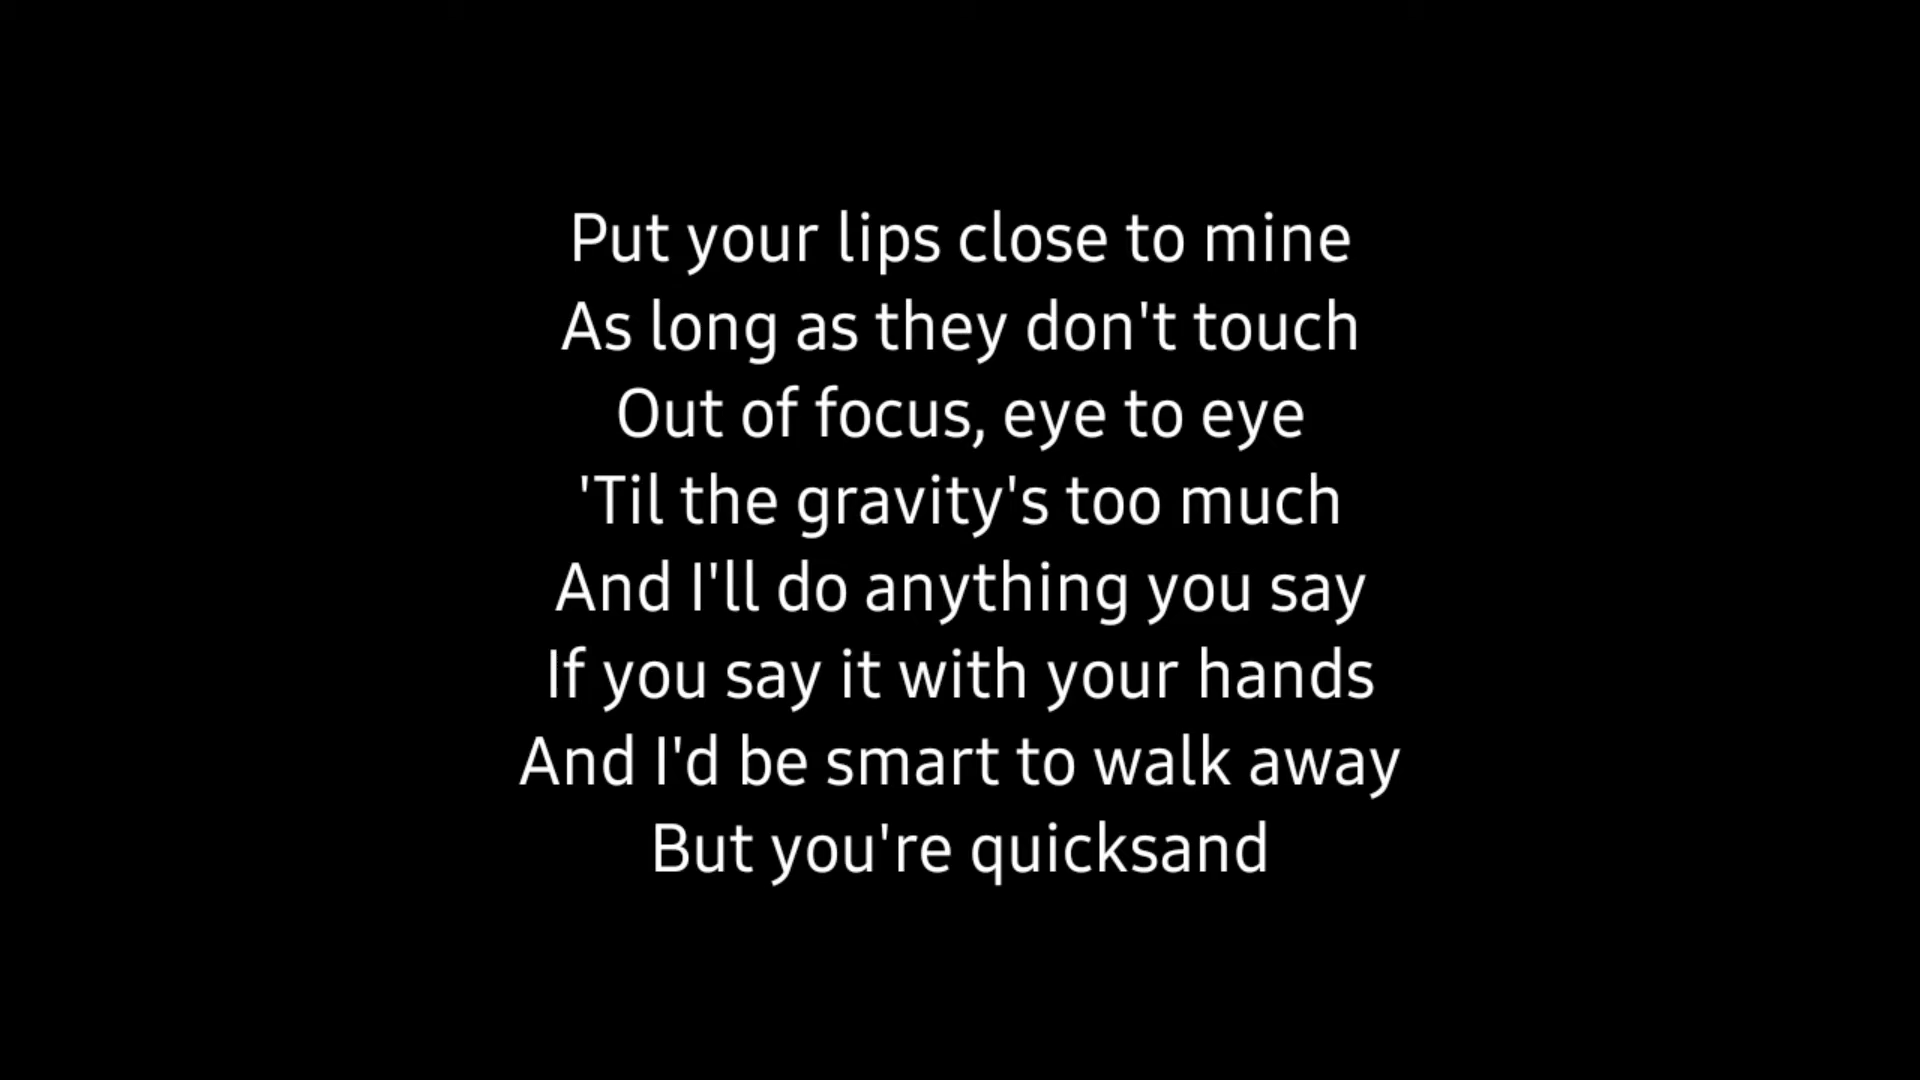 Put your lips close to mine
As long as they don't touch
Out of focus, eye to eye
'Til the gravity's too much
And I'll do anything you say
If you say it with your hands
And I'd be smart to walk away
But you're quicksand